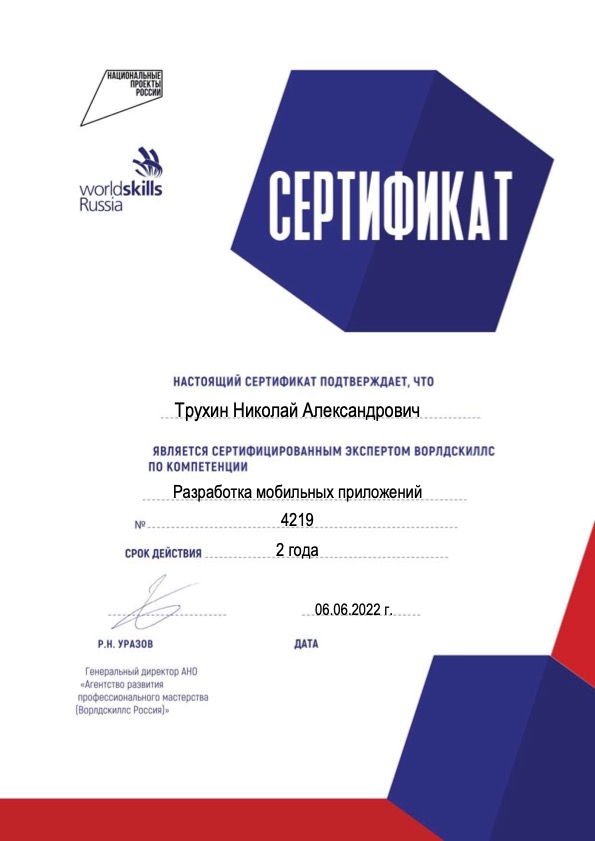 НАЦИОНАЛЬНЫЕ
ПРОЕКТЫ
РОССИИ
worldskills
Russia
СЕРТИФИКАТ
НАСТОЯЩИЙ СЕРТИФИКАТ ПОДТВЕРЖДАЕТ, ЧТО
Трухин Николай Александрович
ЯВЛЯЕТСЯ СЕРТИФИЦИРОВАННЫМ ЭКСПЕРТОМ ВОРЛДСКИЛЛС
ПО КОМПЕТЕНЦИИ
Разработка мобильных приложений
№ 4219
СРОК ДЕЙСТВИЯ 2 года
06.06.2022 г.
Р.Н. УРАЗОВ ДАТА
Генеральный директор АНО
«Агентство развития
профессионального мастерства
(Ворлдскиллс Россия)»